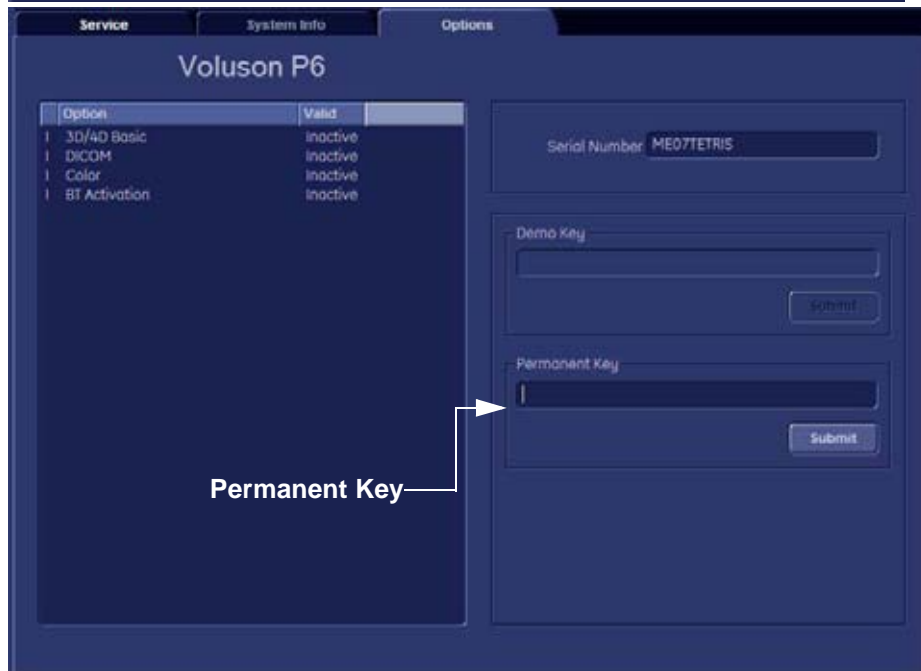 Service System Info Options
Voluson P6
Option Valid
3D/4D Basic Inactive
DICOM Inactive
Color Inactive
BT Activation Inactive
Serial Number ME07TETRIS
Demo Key
Submit
Permanent Key
Submit
Permanent Key